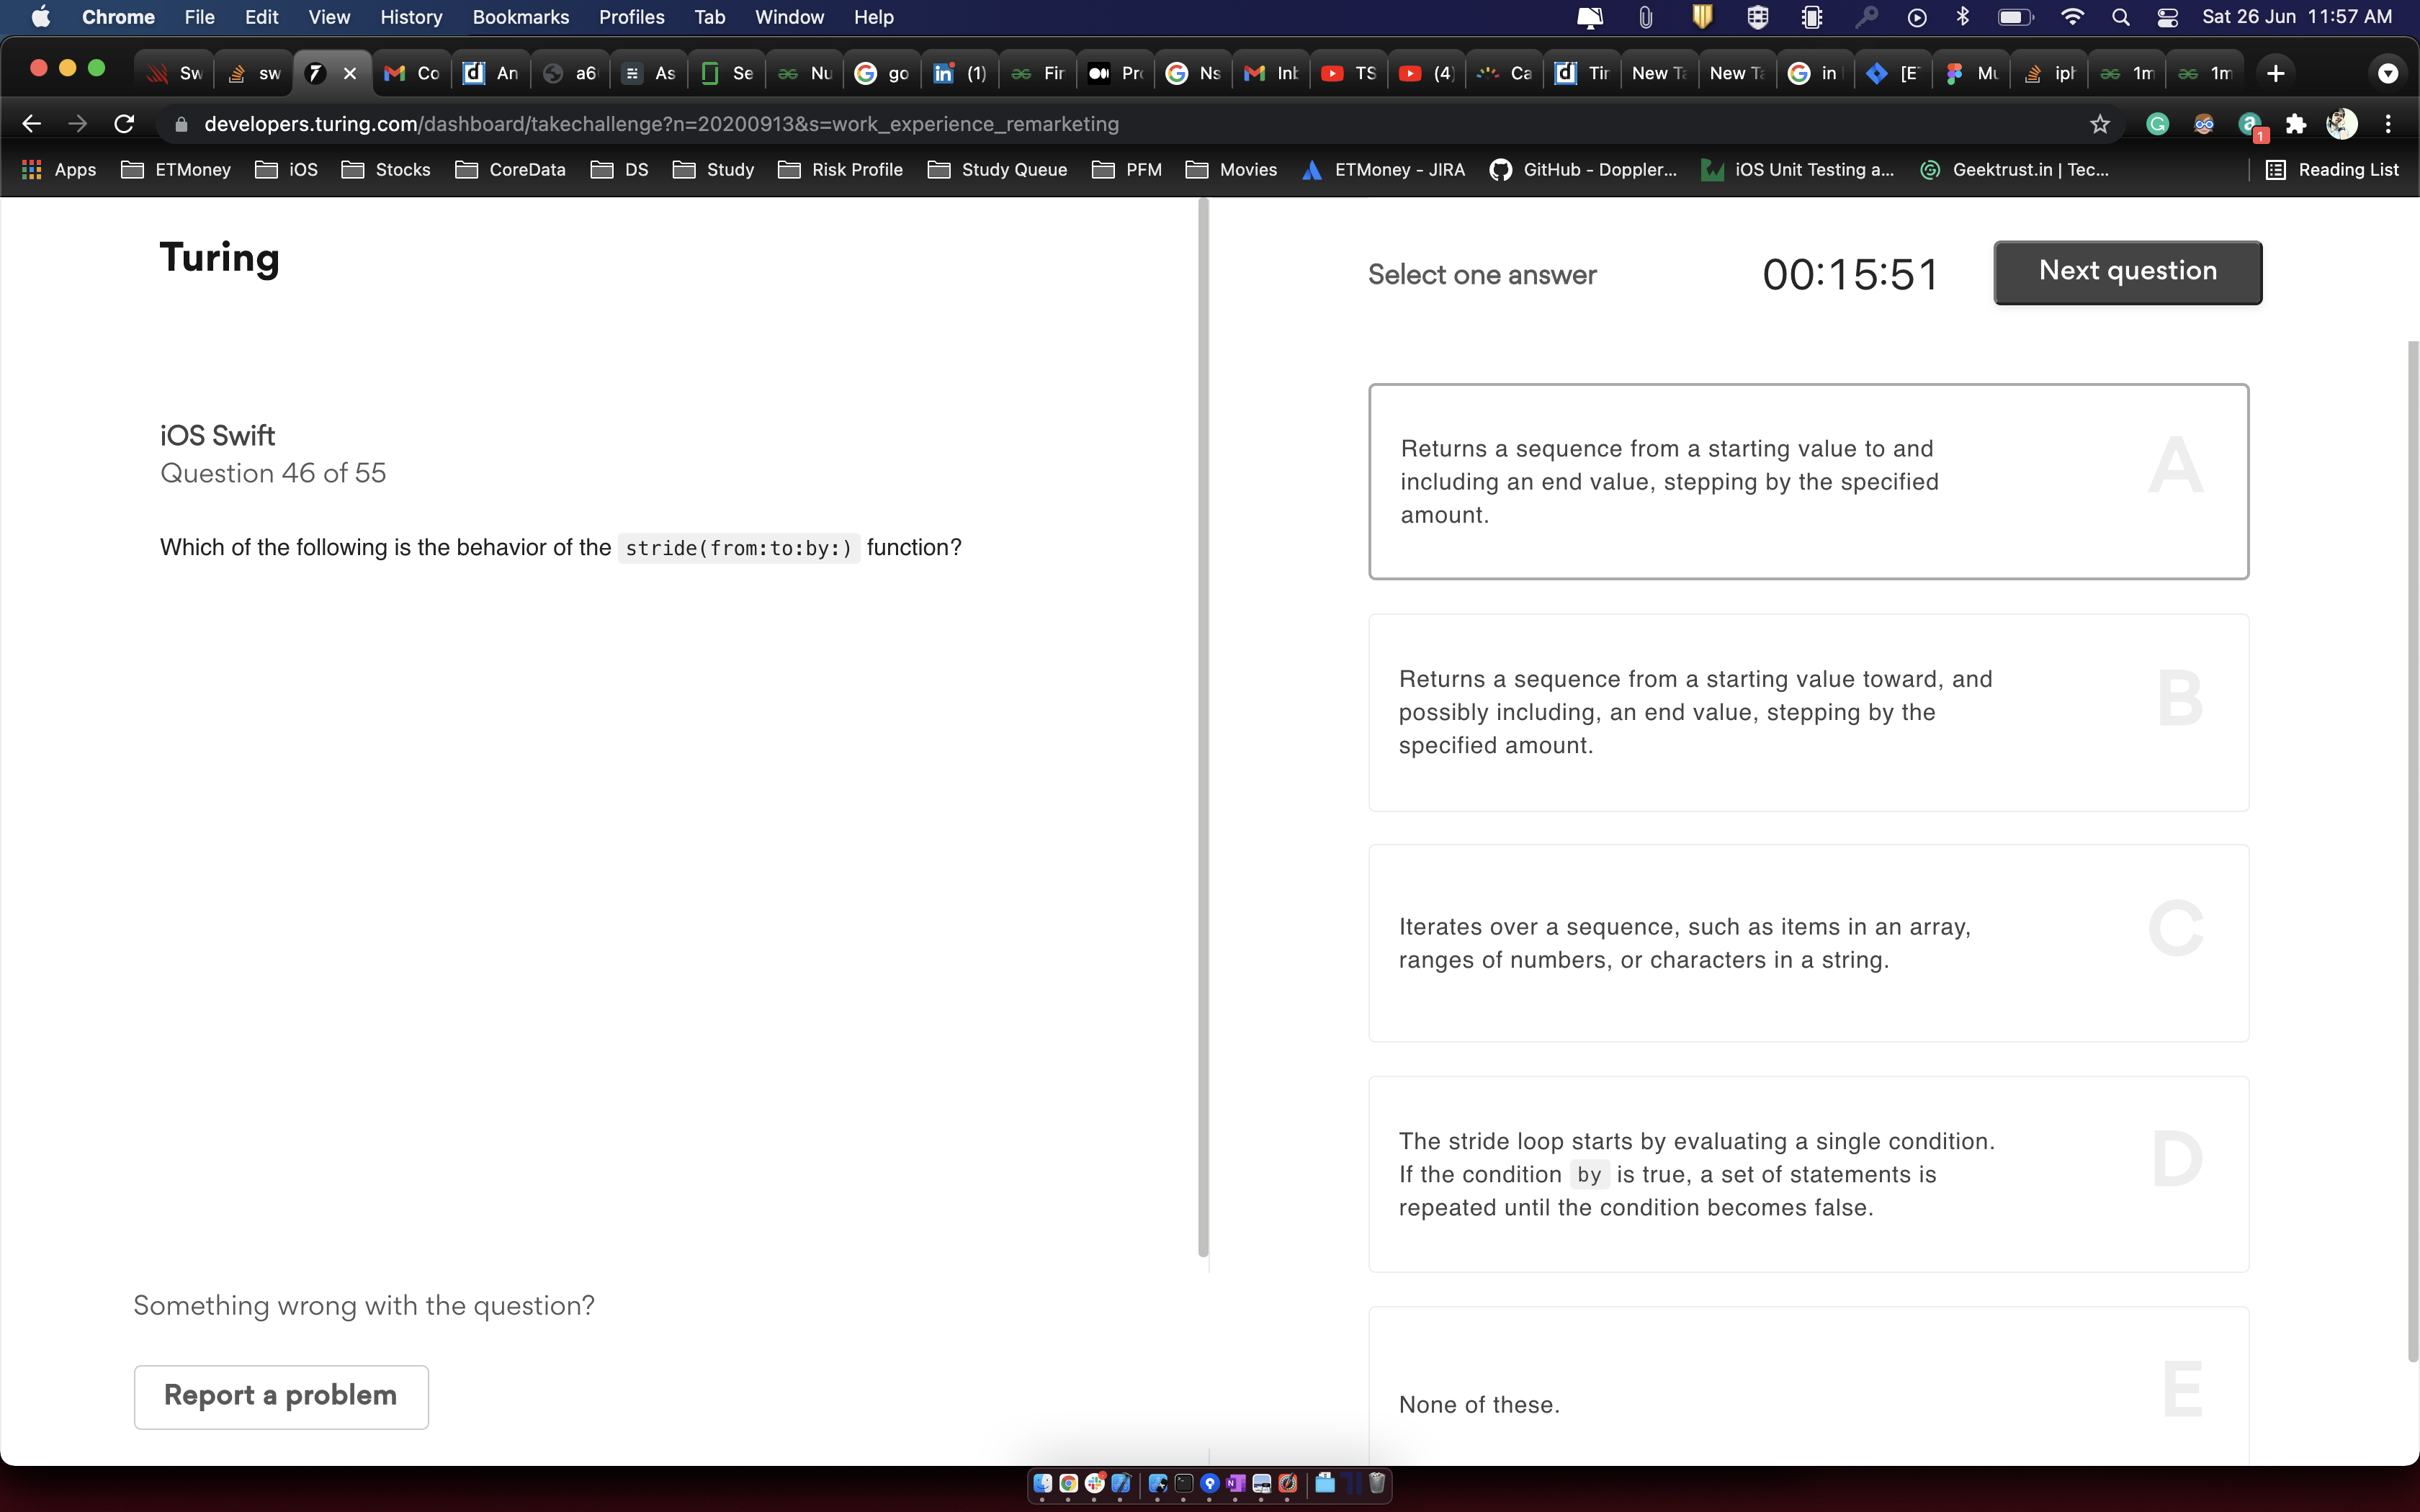 Chrome File Edit View History Bookmarks Profiles Tab Window Help Sat 26 Jun 11:57 AM
Sw sw Co An a6 As Se Nu go (1) Fir Pro Ns Inb TS (4) Ca Tir New Ta New Ta in [E Mu iph 1m 1m
developers.turing.com/dashboard/takechallenge?n=20200913&s=work_experience_remarketing 1
Apps ETMoney iOS Stocks CoreData DS Study Risk Profile Study Queue PFM Movies ETMoney - JIRA GitHub - Doppler... iOS Unit Testing a... Geektrust.in | Tec... Reading List
Turing
iOS Swift
Question 46 of 55
Which of the following is the behavior of the stride(from:to:by:) function?
Something wrong with the question?
Report a problem
Select one answer 00:15:51 Next question
Returns a sequence from a starting value to and
including an end value, stepping by the specified
amount.
A
Returns a sequence from a starting value toward, and
possibly including, an end value, stepping by the
specified amount.
B
Iterates over a sequence, such as items in an array,
ranges of numbers, or characters in a string.
C
The stride loop starts by evaluating a single condition.
If the condition by is true, a set of statements is
repeated until the condition becomes false.
D
None of these.
E